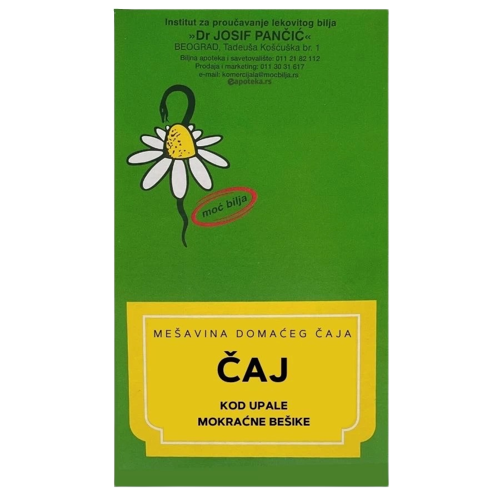 Institut za proučavanje lekovitog bilja
»Dr JOSIF PANČIĆ«
BEOGRAD, Tadeuša Košćuška br. 1
Biljna apoteka i savetovalište: 011 21 82 112
Prodaja i marketing: 011 30 31 617
e-mail: komercijala@mocbilja.rs
@apoteka.rs
moć bilja
MEŠAVINA DOMAĆEG ČAJA
ČAJ
KOD UPALE
MOKRAĆNE BEŠIKE